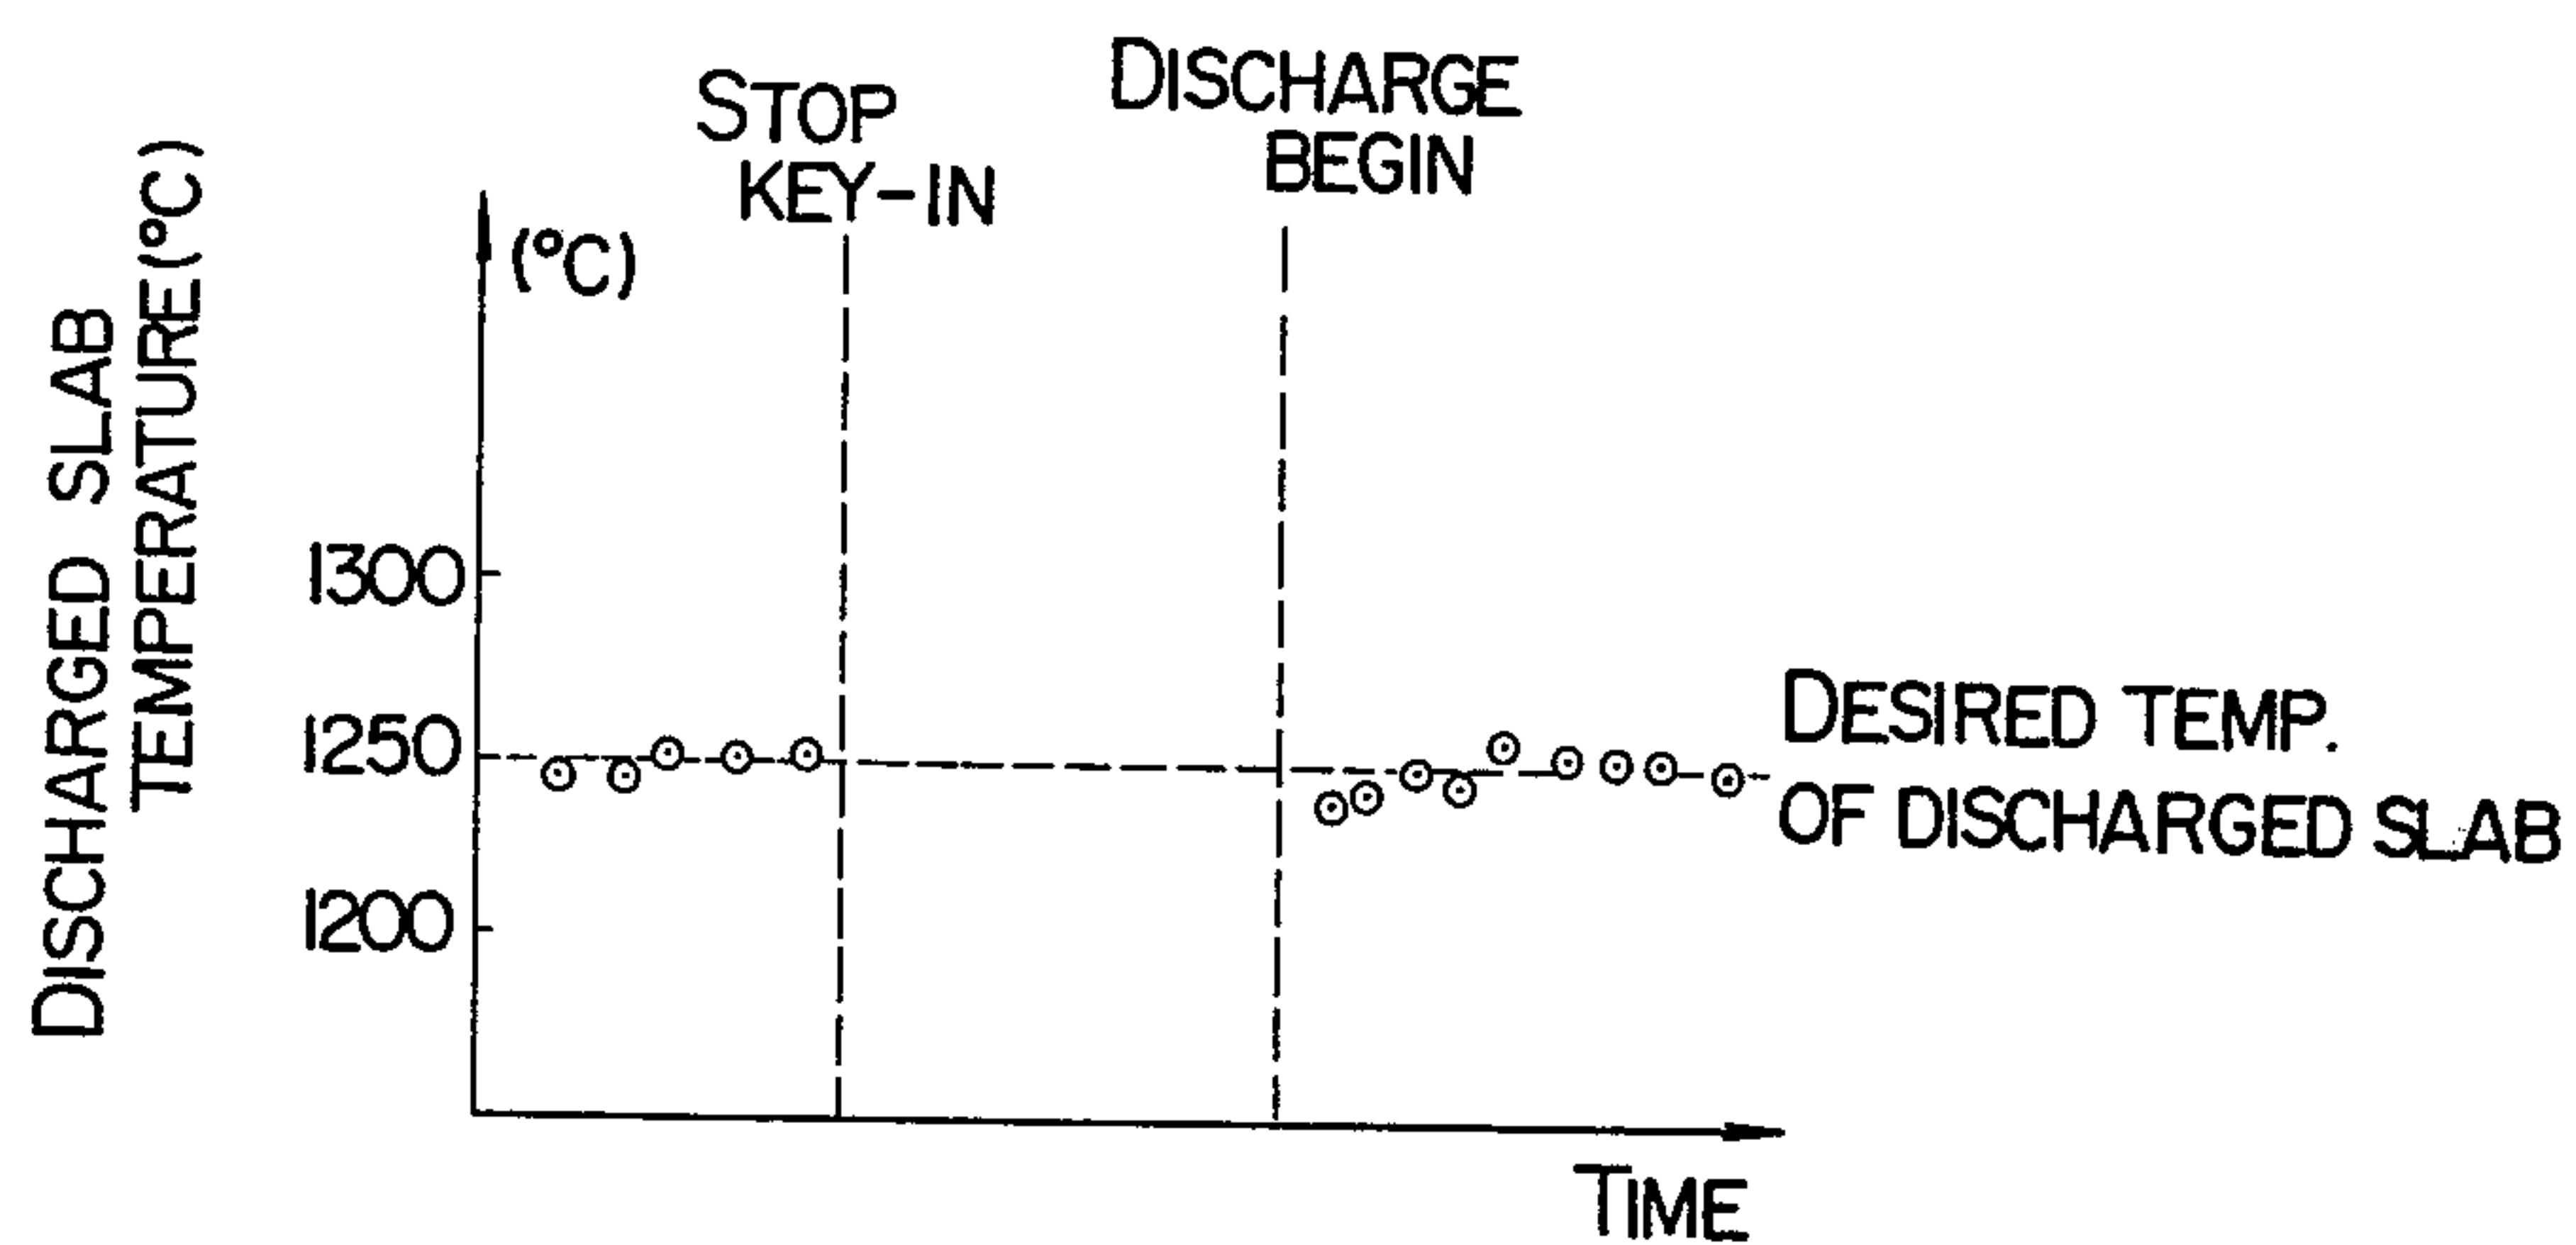 STOP
KEY-IN
DISCHARGE
BEGIN
DISCHARGED SLAB
TEMPERATURE (°C)
(°C)
1300
1250
1200
DESIRED TEMP.
OF DISCHARGED SLAB
TIME